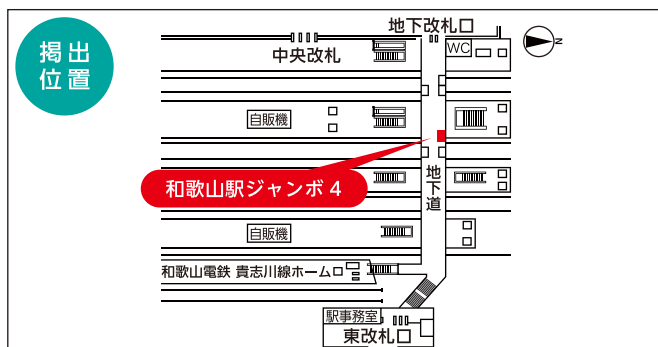 掲出
位置
地下改札口
中央改札
WC
N
自販機
和歌山駅ジャンボ4
地下道
自販機
和歌山電鉄 貴志川線ホーム
駅事務室
東改札口